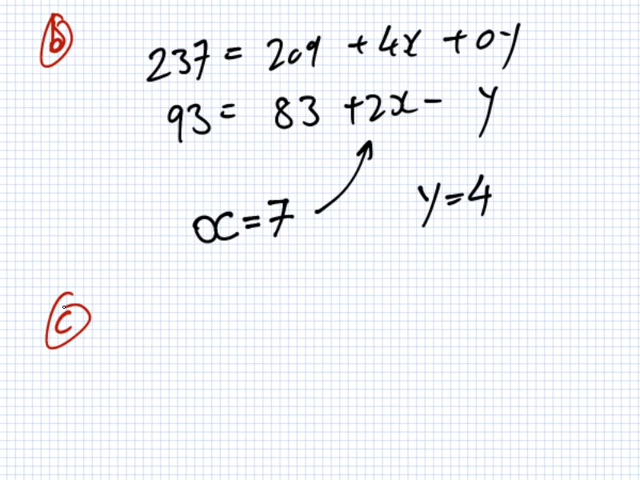 b 237 = 209 + 4x + 0y
93 = 83 + 2x - y
x = 7 y = 4
c